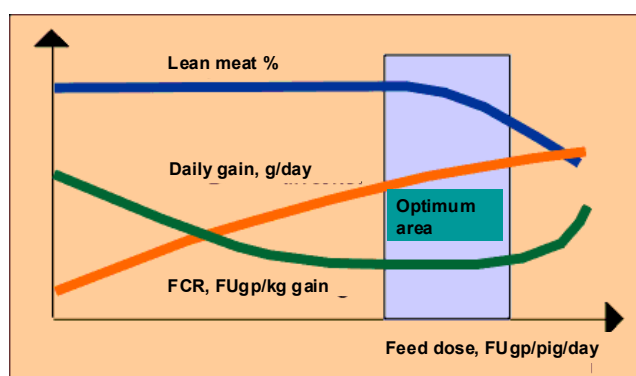 Lean meat %
Daily gain, g/day
Optimum
area
FCR, FUgp/kg gain
Feed dose, FUgp/pig/day